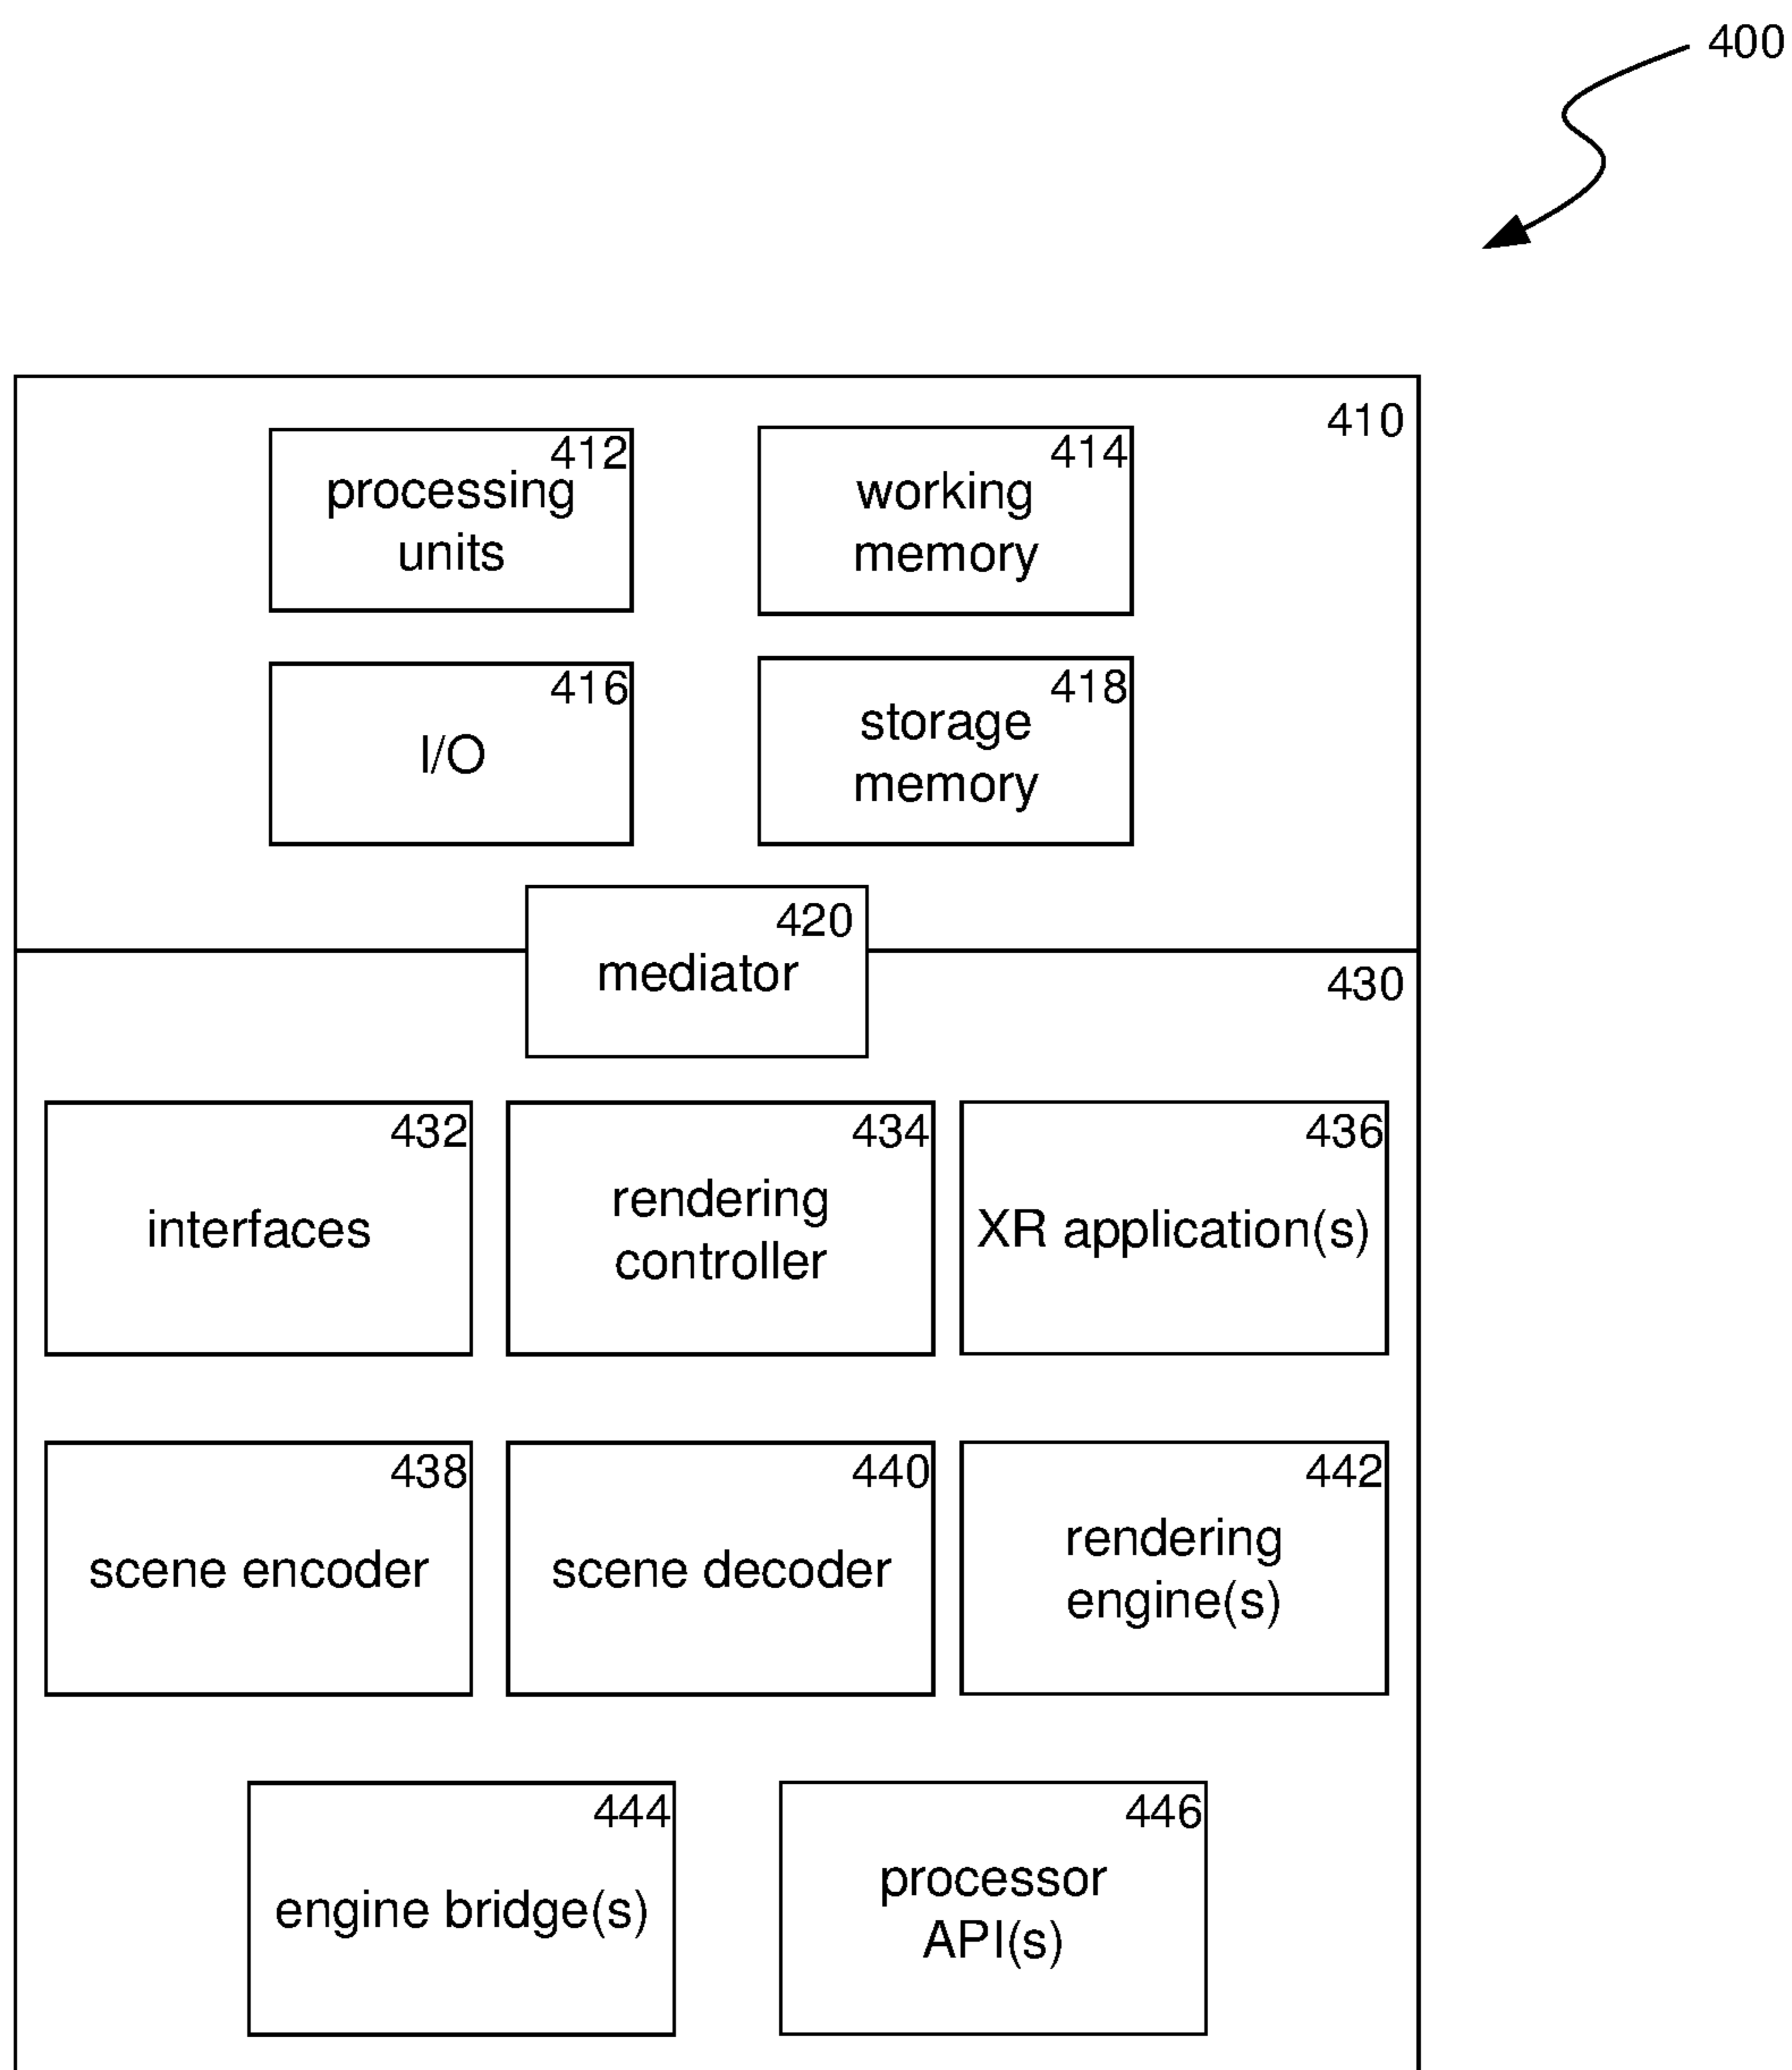 400
410
412
processing
units
414
working
memory
416
I/O
418
storage
memory
420
mediator
430
432
interfaces
434
rendering
controller
436
XR application(s)
438
scene encoder
440
scene decoder
442
rendering
engine(s)
444
engine bridge(s)
446
processor
API(s)